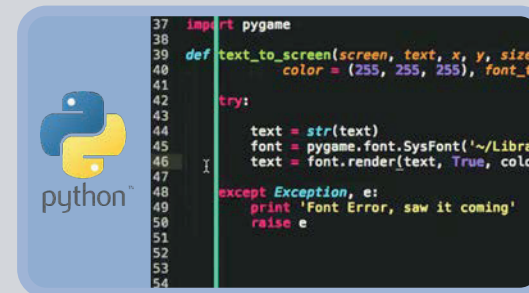 python™
37 import pygame
38
39 def text_to_screen(screen, text, x, y, size
40 color = (255, 255, 255),
41
42 try:
43
44 text = str(text)
45 font = pygame.font.SysFont('~/Libra
46 text = font.render(text, True, colo
47
48 except Exception, e:
49 print 'Font Error, saw it coming'
50 raise e
51
52
53
54